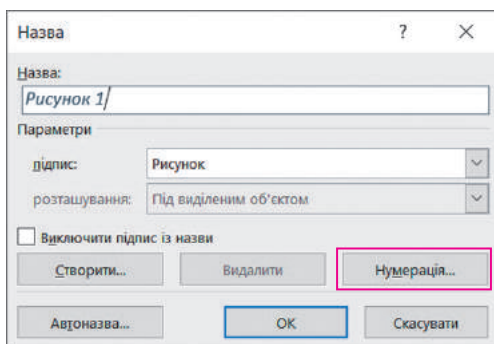 Назва ?
Назва:
Рисунок 1
Параметри
підпис: Рисунок
розташування: Під виділеним об'єктом
Виключити підпис із назви
Створити... Видалити Нумерація...
Автоназва... ОК Скасувати